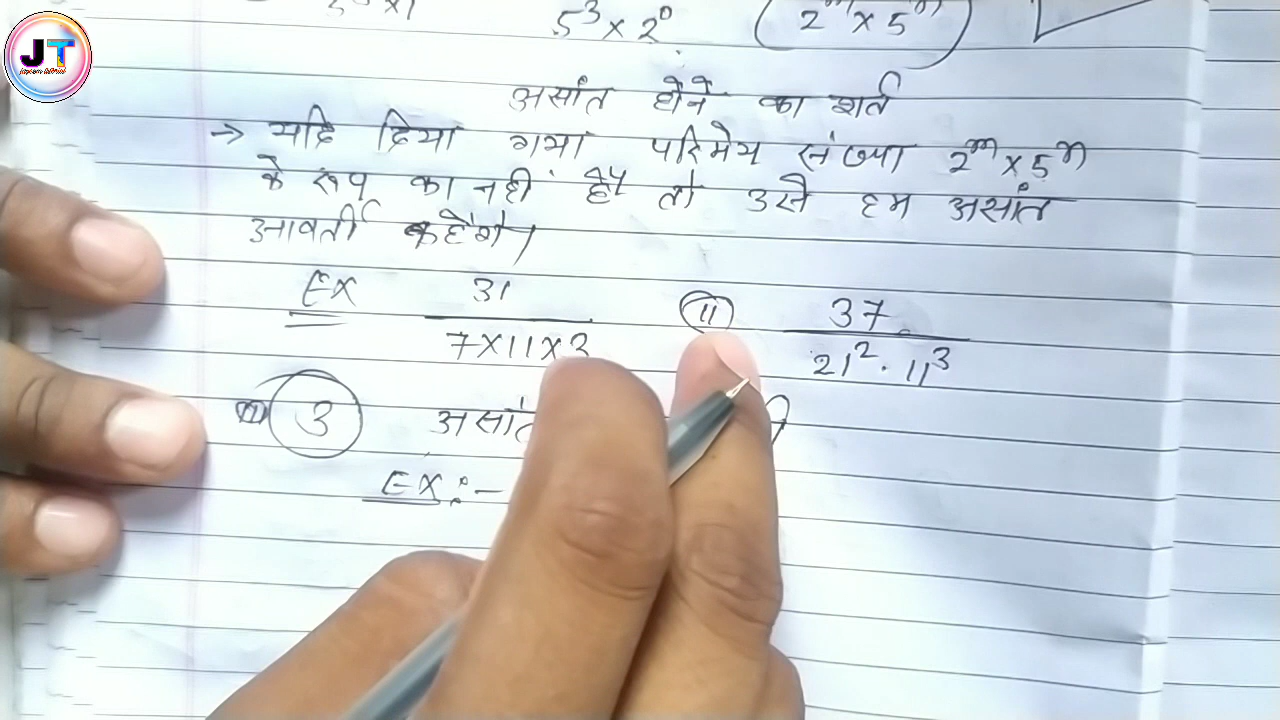 JT
5³ × 2⁰ (2ᵐ × 5ⁿ)
असांत होने का शर्त
→ यदि दिया गया परिमेय संख्या 2ᵐ × 5ⁿ
के रूप का नहीं है, तो उसे हम असांत
आवर्ती कहेंगे।
Ex 31/7×11×3 (ii) 37/21²·11³
3 असांत
Ex:-